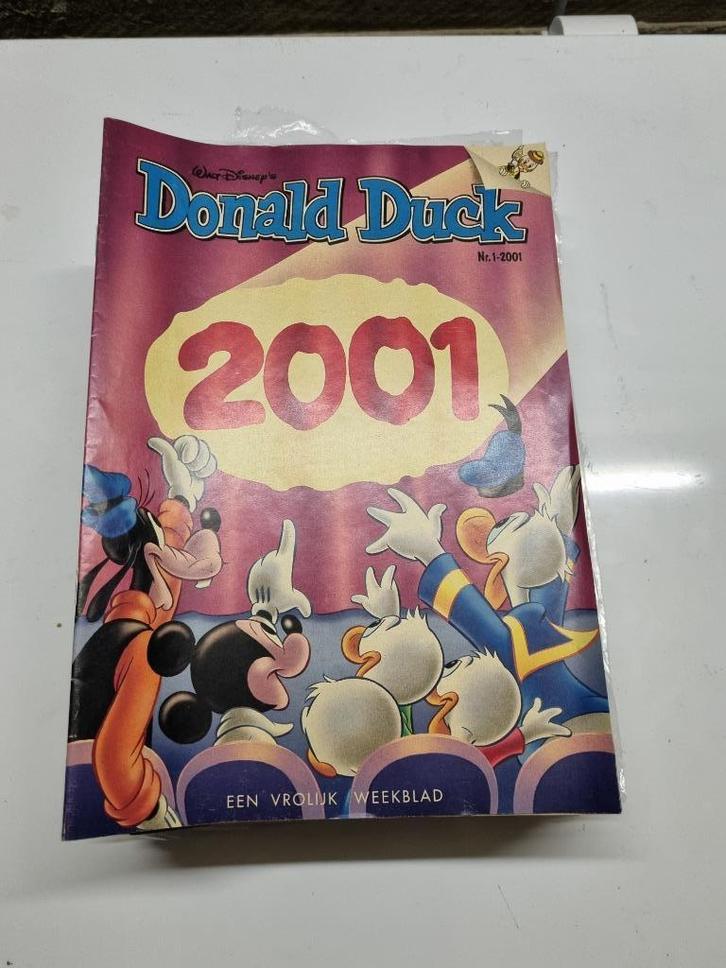 Walt Disney's
Donald Duck
Nr. 1-2001
2001
EEN VROLIJK WEEKBLAD